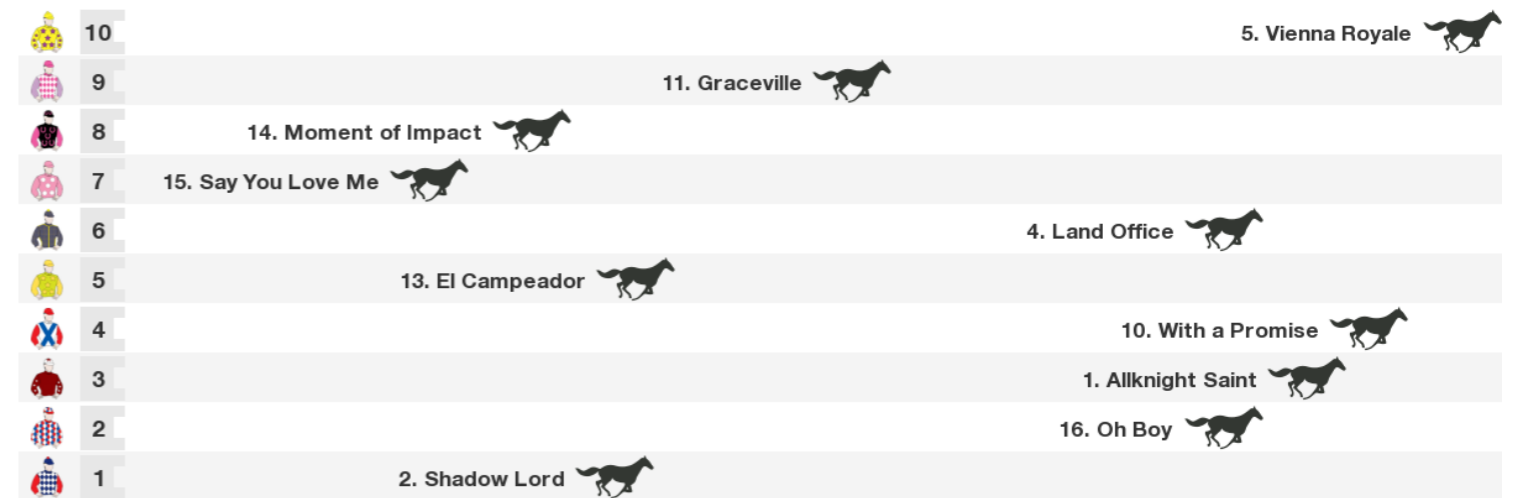 10 5. Vienna Royale
9 11. Graceville
8 14. Moment of Impact
7 15. Say You Love Me
6 4. Land Office
5 13. El Campeador
4 10. With a Promise
3 1. Allknight Saint
2 16. Oh Boy
1 2. Shadow Lord